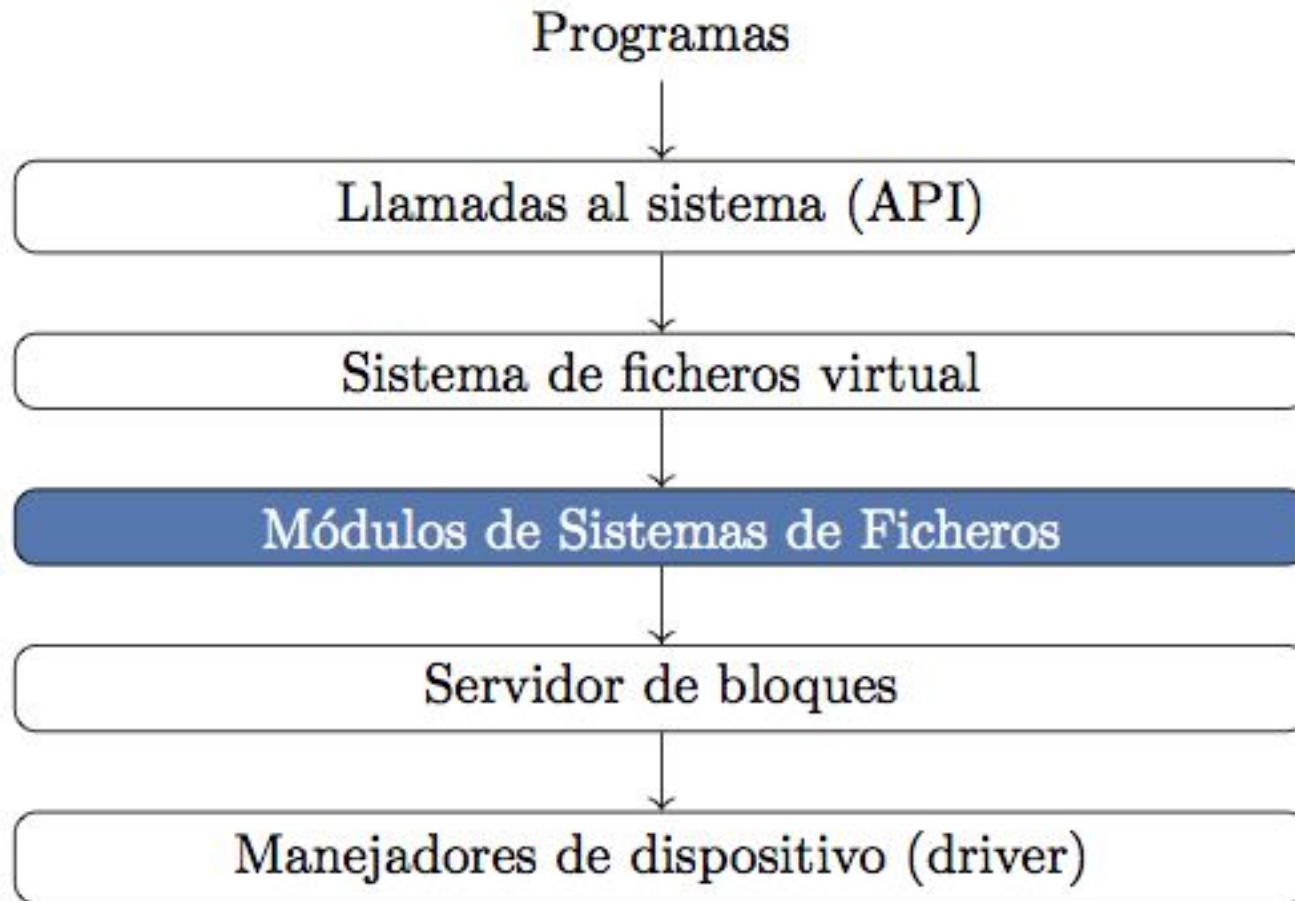 Programas
Llamadas al sistema (API)
Sistema de ficheros virtual
Módulos de Sistemas de Ficheros
Servidor de bloques
Manejadores de dispositivo (driver)